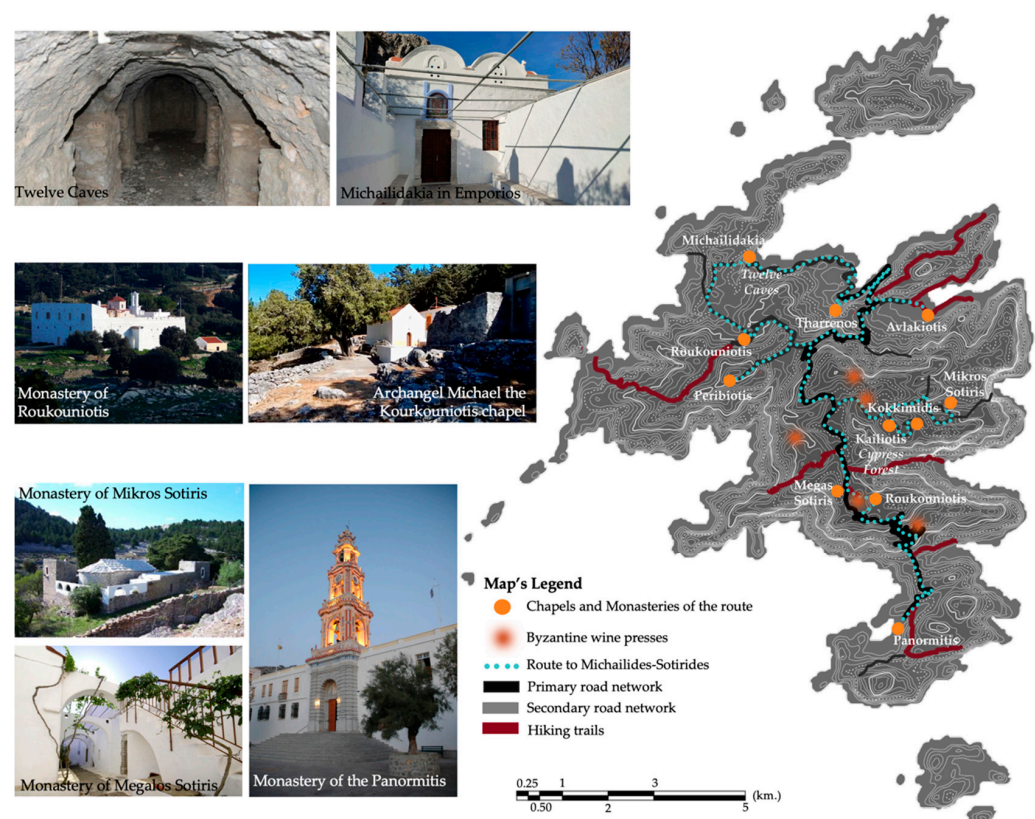 Twelve Caves
Michailidakia in Emporios
Monastery of
Roukouniotis
Archangel Michael the
Kourkouniotis chapel
Monastery of Mikros Sotiris
Monastery of Megalos Sotiris
Monastery of the Panormitis
Michailidakia
Twelve
Caves
Tharrenos
Avlakiotis
Roukouniotis
Peribiotis
Mikros
Sotiris
Kokkimidis
Kailiotis
Cypress
Forest
Megas
Sotiris
Roukonniotis
Panormitis
Map's Legend
Chapels and Monasteries of the route
Byzantine wine presses
Route to Michailides-Sotirides
Primary road network
Secondary road network
Hiking trails
0.25 1 3
(km.)
0.50 2 5